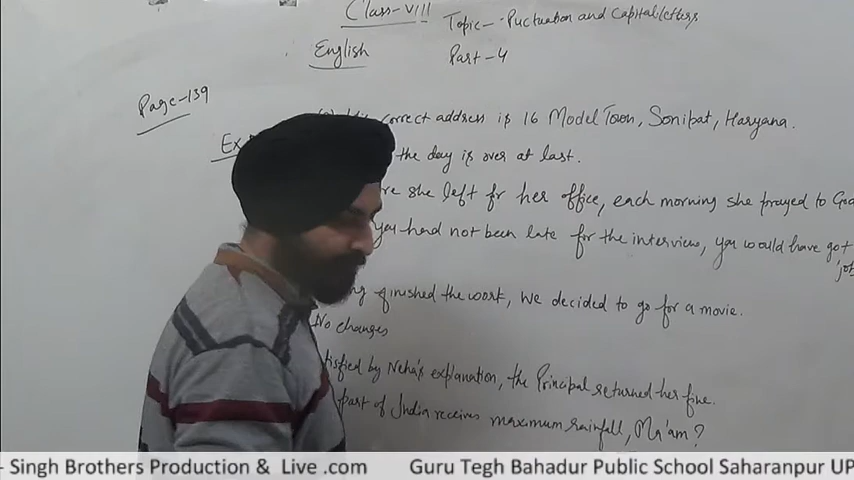 Class-VIII
Topic- Puctuation and Capital letters
English
Part-4
Page-139
Ex
correct address is 16 Model Town, Sonipat, Haryana.
the day is over at last.
re she left for her office, each morning she prayed to God
you had not been late for the interview, you would have got
job
ng finished the work, we decided to go for a movie.
No changes
tisfied by Neha's explanation, the Principal returned her fine.
part of India receives maximum rainfall, Ma'am?
- Singh Brothers Production & Live .com Guru Tegh Bahadur Public School Saharanpur UP